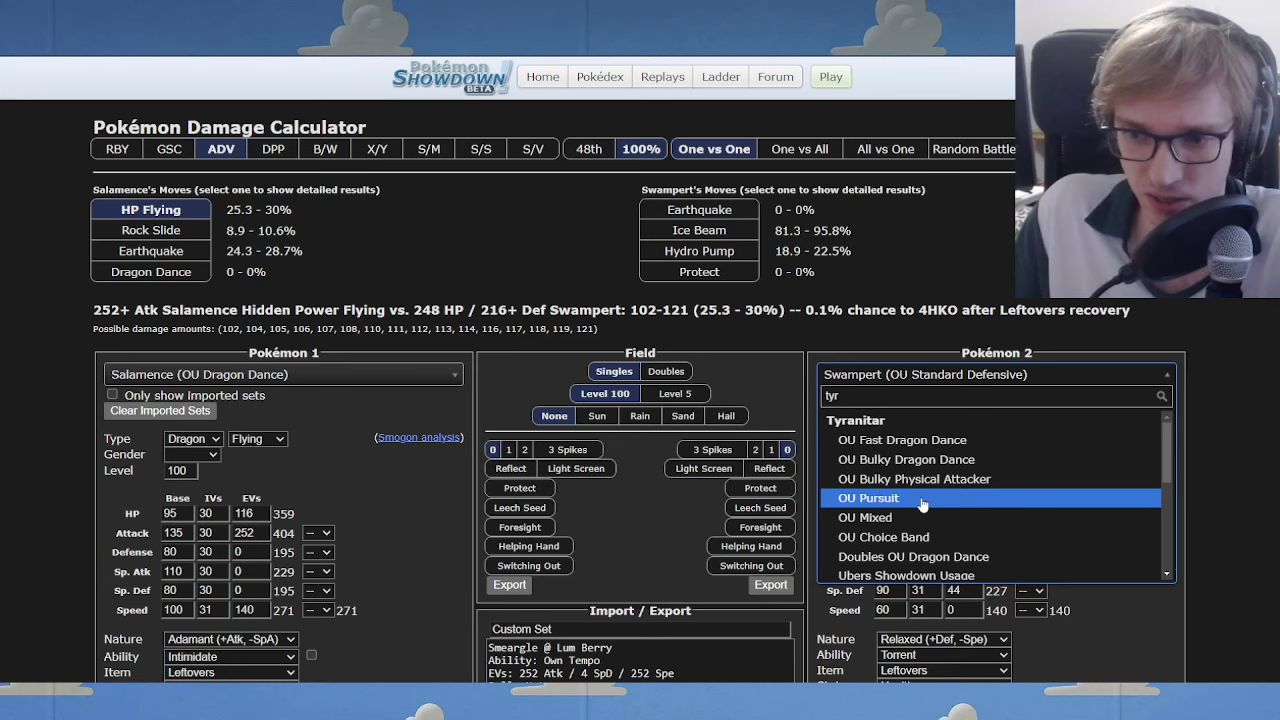 Pokémon
SHOWDOWN!
BETA
Home
Pokédex
Replays
Ladder
Forum
Play
Pokémon Damage Calculator
RBY
GSC
ADV
DPP
B/W
X/Y
S/M
S/S
S/V
48th
100%
One vs One
One vs All
All vs One
Random Battle
Salamence's Moves (select one to show detailed results)
HP Flying 25.3 - 30%
Rock Slide 8.9 - 10.6%
Earthquake 24.3 - 28.7%
Dragon Dance 0 - 0%
Swampert's Moves (select one to show detailed results)
Earthquake 0 - 0%
Ice Beam 81.3 - 95.8%
Hydro Pump 18.9 - 22.5%
Protect 0 - 0%
252+ Atk Salamence Hidden Power Flying vs. 248 HP / 216+ Def Swampert: 102-121 (25.3 - 30%) -- 0.1% chance to 4HKO after Leftovers recovery
Possible damage amounts: (102, 104, 105, 106, 107, 108, 110, 111, 112, 113, 114, 116, 117, 118, 119, 121)
Pokémon 1
Salamence (OU Dragon Dance)
Only show Imported sets
Clear Imported Sets
Type Dragon Flying (Smogon analysis)
Gender
Level 100
Base IVs EVs
HP 95 30 116 359
Attack 135 30 252 404 --
Defense 80 30 0 195 --
Sp. Atk 110 30 0 229 --
Sp. Def 80 30 0 195 --
Speed 100 31 140 271 -- 271
Nature Adamant (+Atk, -SpA)
Ability Intimidate
Item Leftovers
Field
Singles Doubles
Level 100 Level 5
None Sun Rain Sand Hail
0 1 2 3 Spikes 3 Spikes 2 1 0
Reflect Light Screen Light Screen Reflect
Protect Protect
Leech Seed Leech Seed
Foresight Foresight
Helping Hand Helping Hand
Switching Out Switching Out
Export Export
Import / Export
Custom Set
Smeargle @ Lum Berry
Ability: Own Tempo
EVs: 252 Atk / 4 SpD / 252 Spe
Pokémon 2
Swampert (OU Standard Defensive)
tyr
Tyranitar
OU Fast Dragon Dance
OU Bulky Dragon Dance
OU Bulky Physical Attacker
OU Pursuit
OU Mixed
OU Choice Band
Doubles OU Dragon Dance
Ubers Showdown Usage
Sp. Def 90 31 44 227 --
Speed 60 31 0 140 -- 140
Nature Relaxed (+Def, -Spe)
Ability Torrent
Item Leftovers